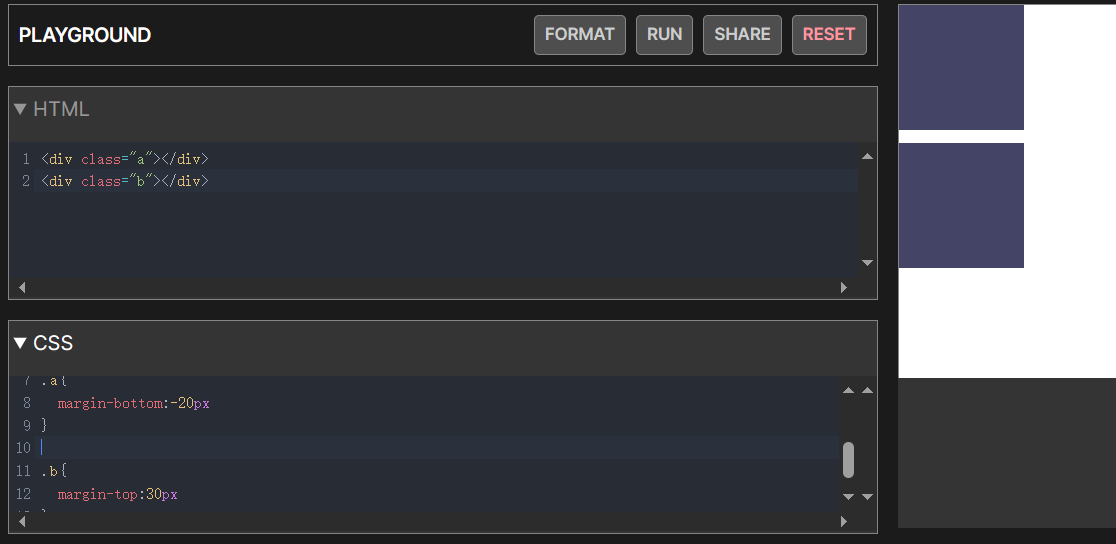 PLAYGROUND
FORMAT RUN SHARE RESET
▼ HTML
1 <div class="a"></div>
2 <div class="b"></div>
▼ CSS
7 .a{
8 margin-bottom:-20px
9 }
10
11 .b{
12 margin-top:30px